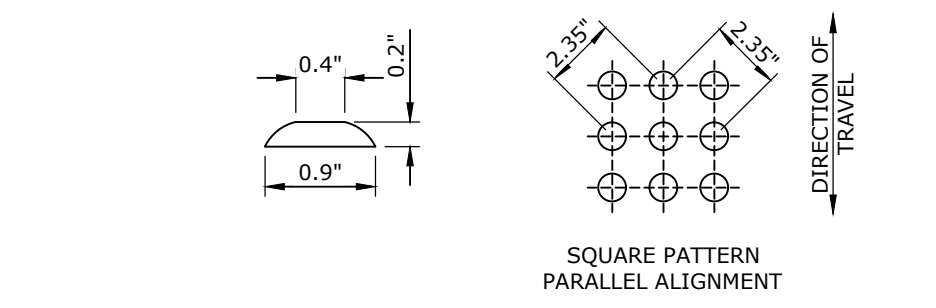 0.4"
0.2"
0.9"
2.35"
2.35"
DIRECTION OF
TRAVEL
SQUARE PATTERN
PARALLEL ALIGNMENT